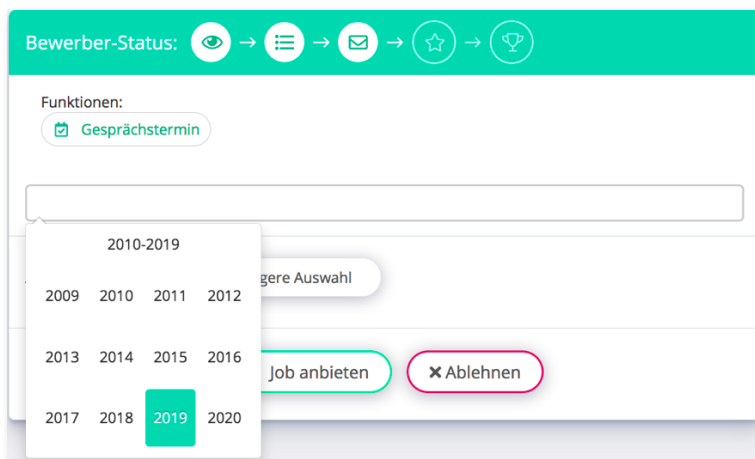 Bewerber-Status:
Funktionen:
Gesprächstermin
2010-2019
2009 2010 2011 2012
gere Auswahl
2013 2014 2015 2016
Job anbieten
Ablehnen
2017 2018 2019 2020